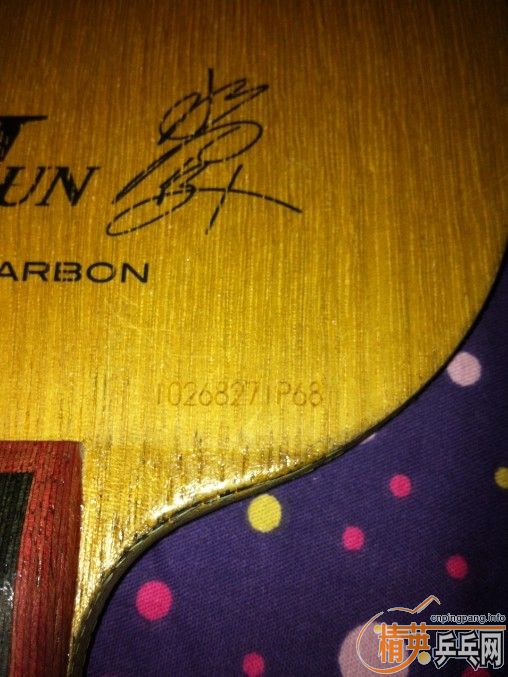 UN
ARBON
10268271P68
cnpingpang.info
精英乒乓网